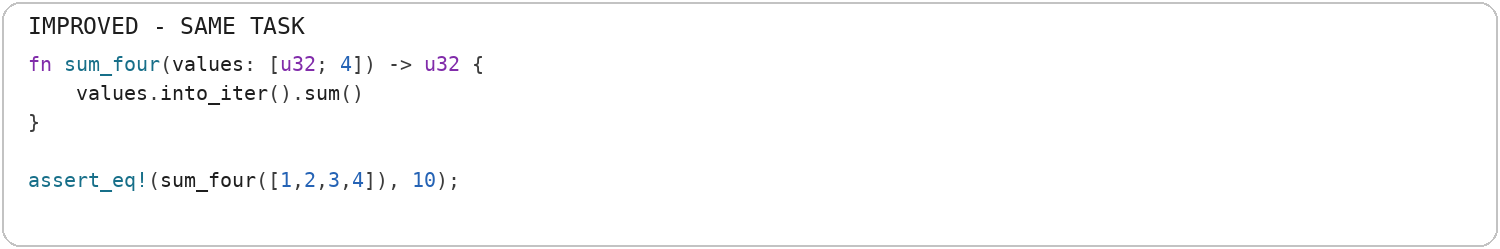 IMPROVED - SAME TASK
fn sum_four(values: [u32; 4]) -> u32 {
    values.into_iter().sum()
}
assert_eq!(sum_four([1,2,3,4]), 10);